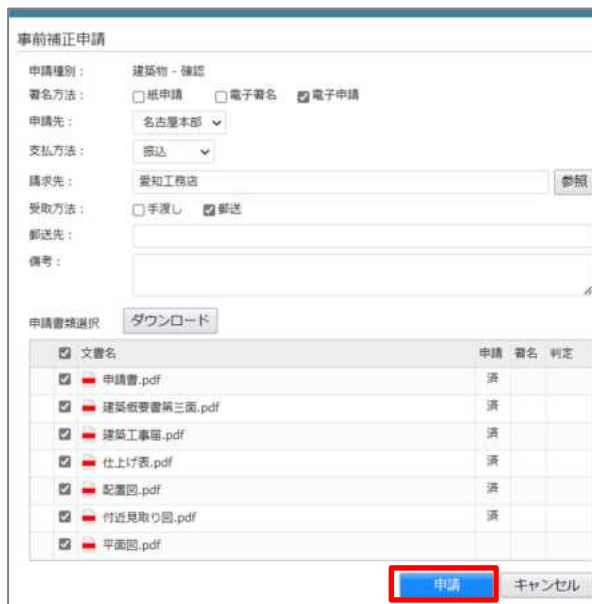 事前補正申請
申請種別： 建築物 - 確認
署名方法： 紙申請 電子署名 電子申請
申請先： 名古屋本部
支払方法： 振込
請求先： 愛知工務店 参照
受取方法： 手渡し 郵送
郵送先：
備考：
申請書類選択 ダウンロード
文書名 申請 署名 判定
申請書.pdf 済
建築概要書第三面.pdf 済
建築工事届.pdf 済
仕上げ表.pdf 済
配置図.pdf 済
付近見取り図.pdf 済
平面図.pdf
申請 キャンセル